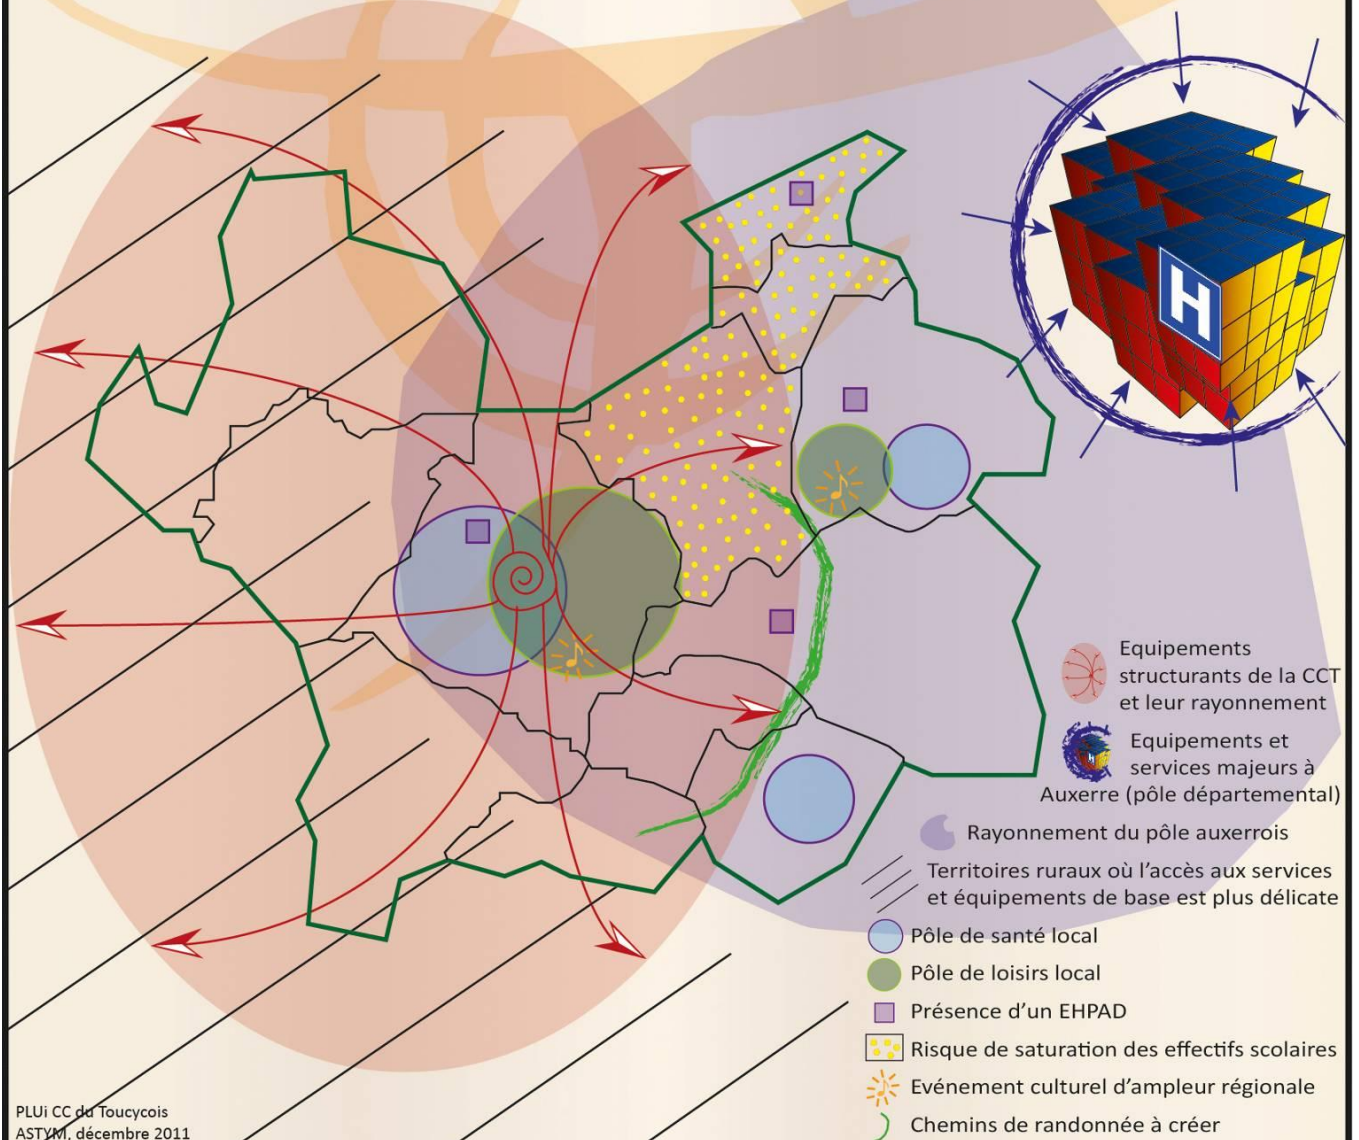 H
Equipements
structurants de la CCT
et leur rayonnement
Equipements et
services majeurs à
Auxerre (pôle départemental)
Rayonnement du pôle auxerrois
Territoires ruraux où l’accès aux services
et équipements de base est plus délicate
Pôle de santé local
Pôle de loisirs local
Présence d’un EHPAD
Risque de saturation des effectifs scolaires
Evénement culturel d’ampleur régionale
Chemins de randonnée à créer
PLUi CC du Toucycois
ASTYM, décembre 2011